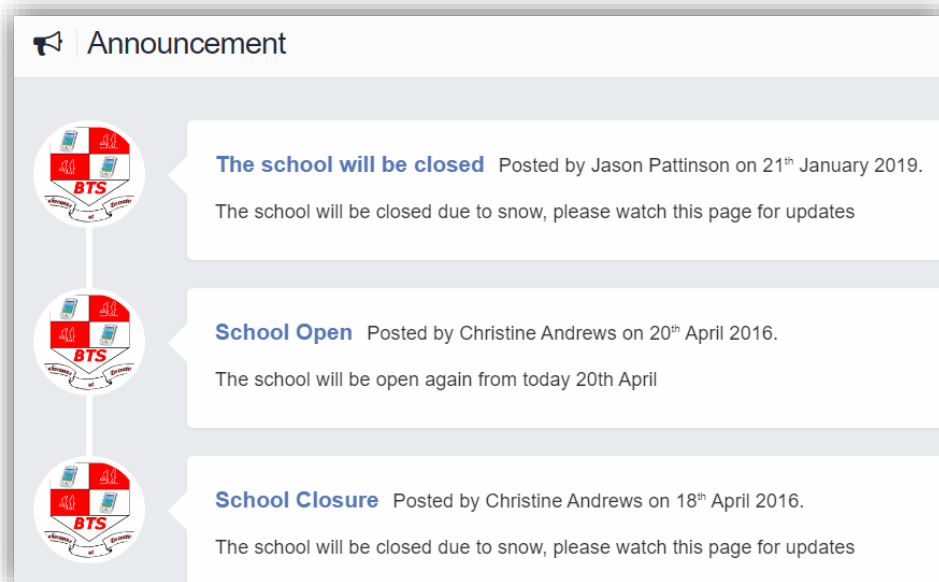 Announcement
The school will be closed Posted by Jason Pattinson on 21th January 2019.
The school will be closed due to snow, please watch this page for updates
BTS
School Open Posted by Christine Andrews on 20th April 2016.
The school will be open again from today 20th April
BTS
School Closure Posted by Christine Andrews on 18th April 2016.
The school will be closed due to snow, please watch this page for updates
BTS